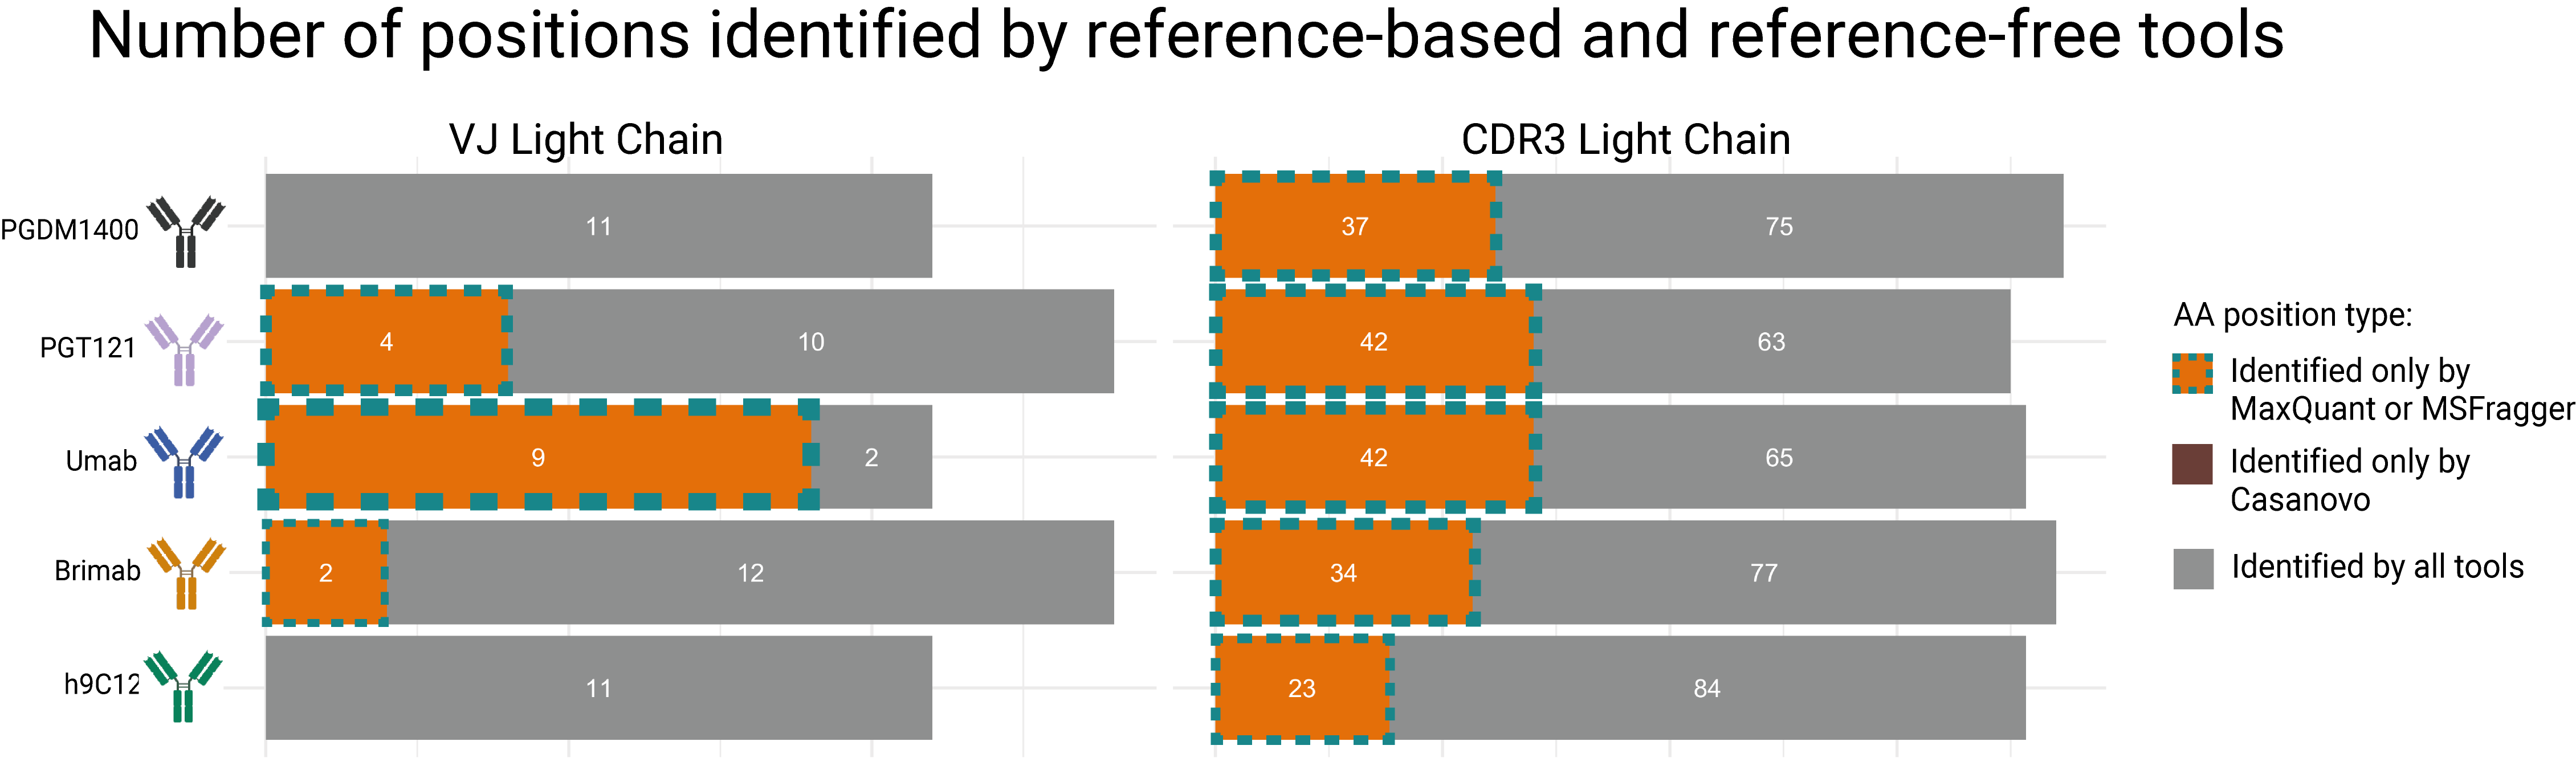 Number of positions identified by reference-based and reference-free tools
VJ Light Chain
CDR3 Light Chain
PGDM1400
11
37
75
PGT121
4
10
42
63
Umab
9
2
42
65
Brimab
2
12
34
77
h9C12
11
23
84
AA position type:
Identified only by
MaxQuant or MSFragger
Identified only by
Casanovo
Identified by all tools